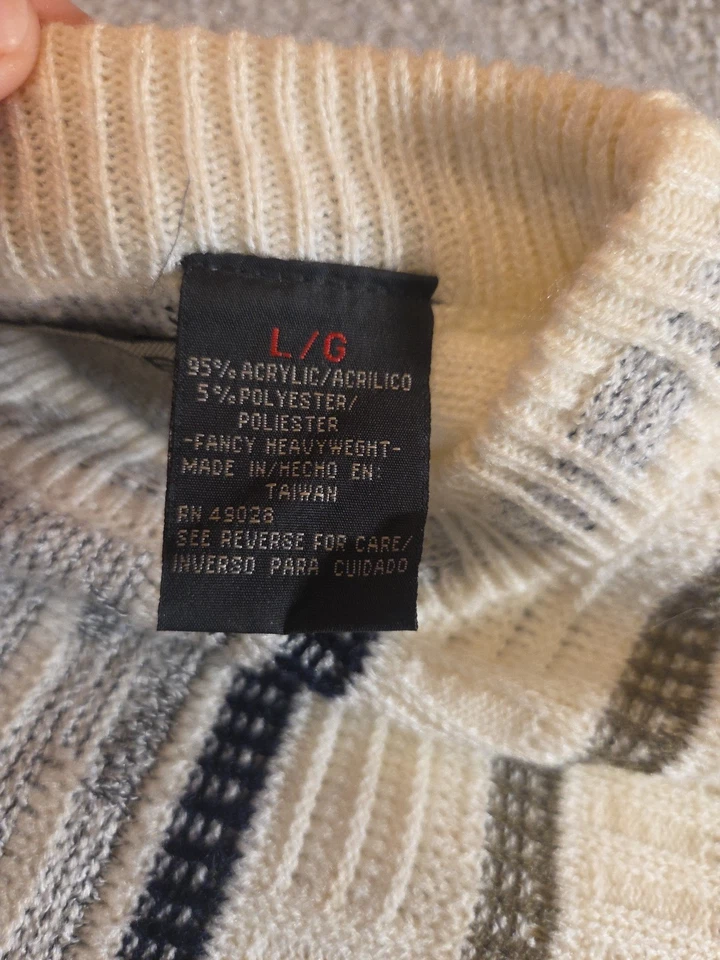 L/G
95% ACRYLIC/ACRILICO
5% POLYESTER/
POLIESTER
-FANCY HEAVYWEGHT-
MADE IN/HECHO EN:
TAIWAN
RN 49028
SEE REVERSE FOR CARE/
INVERSO PARA CUIDADO